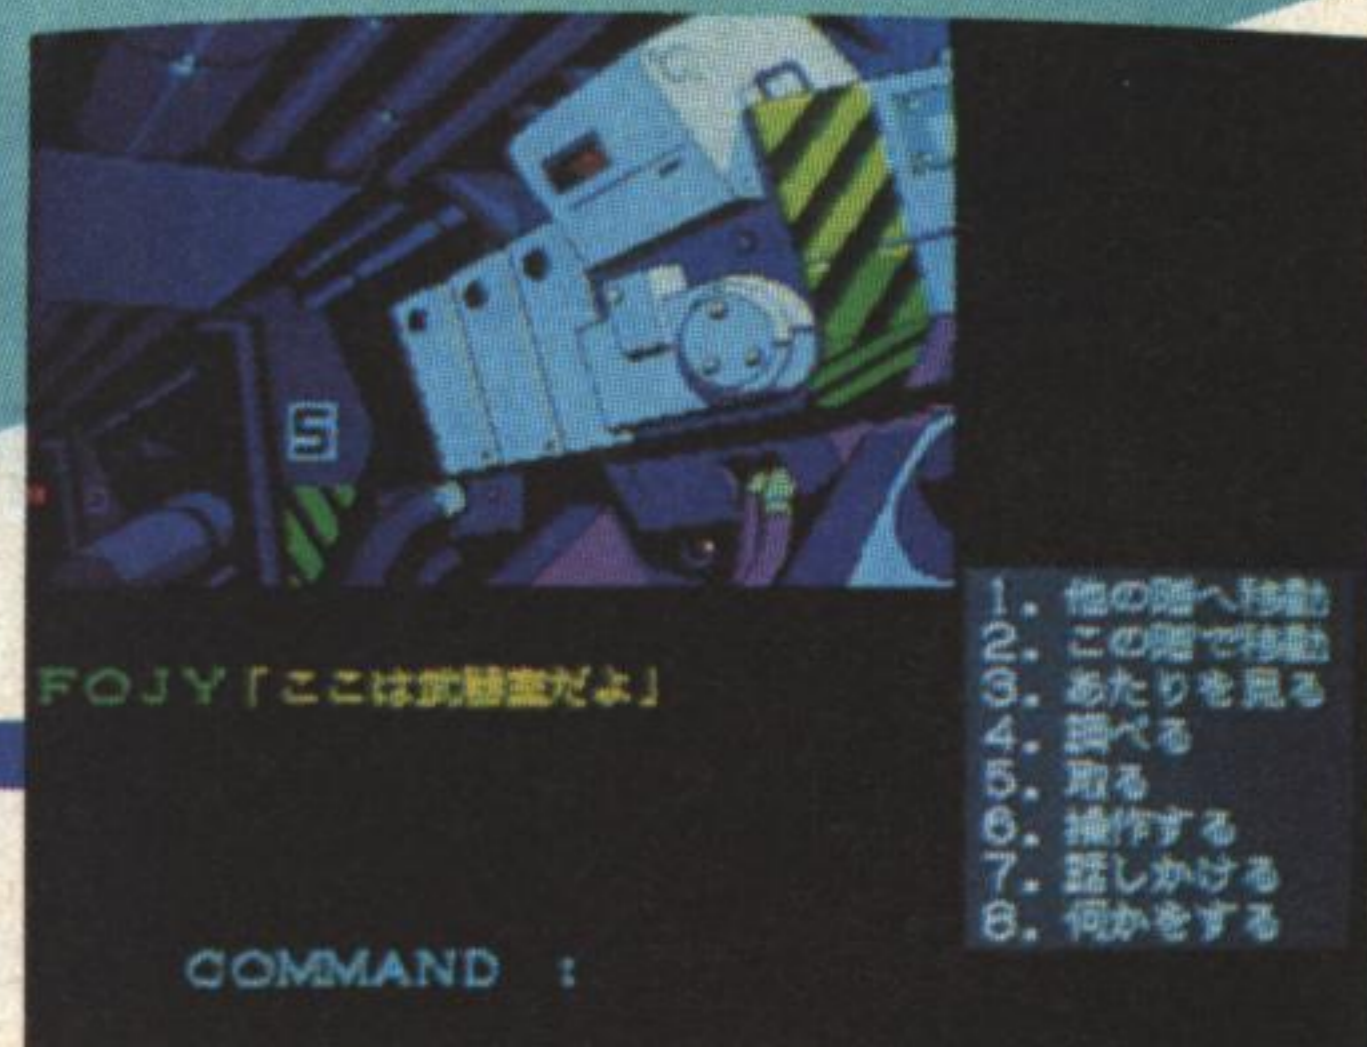 S
FOJY「ここは武器室だよ」
1. 他の階へ移動
2. この階で移動
3. あたりを見る
4. 調べる
5. 取る
6. 操作する
7. 話しかける
8. 何かをする
COMMAND :